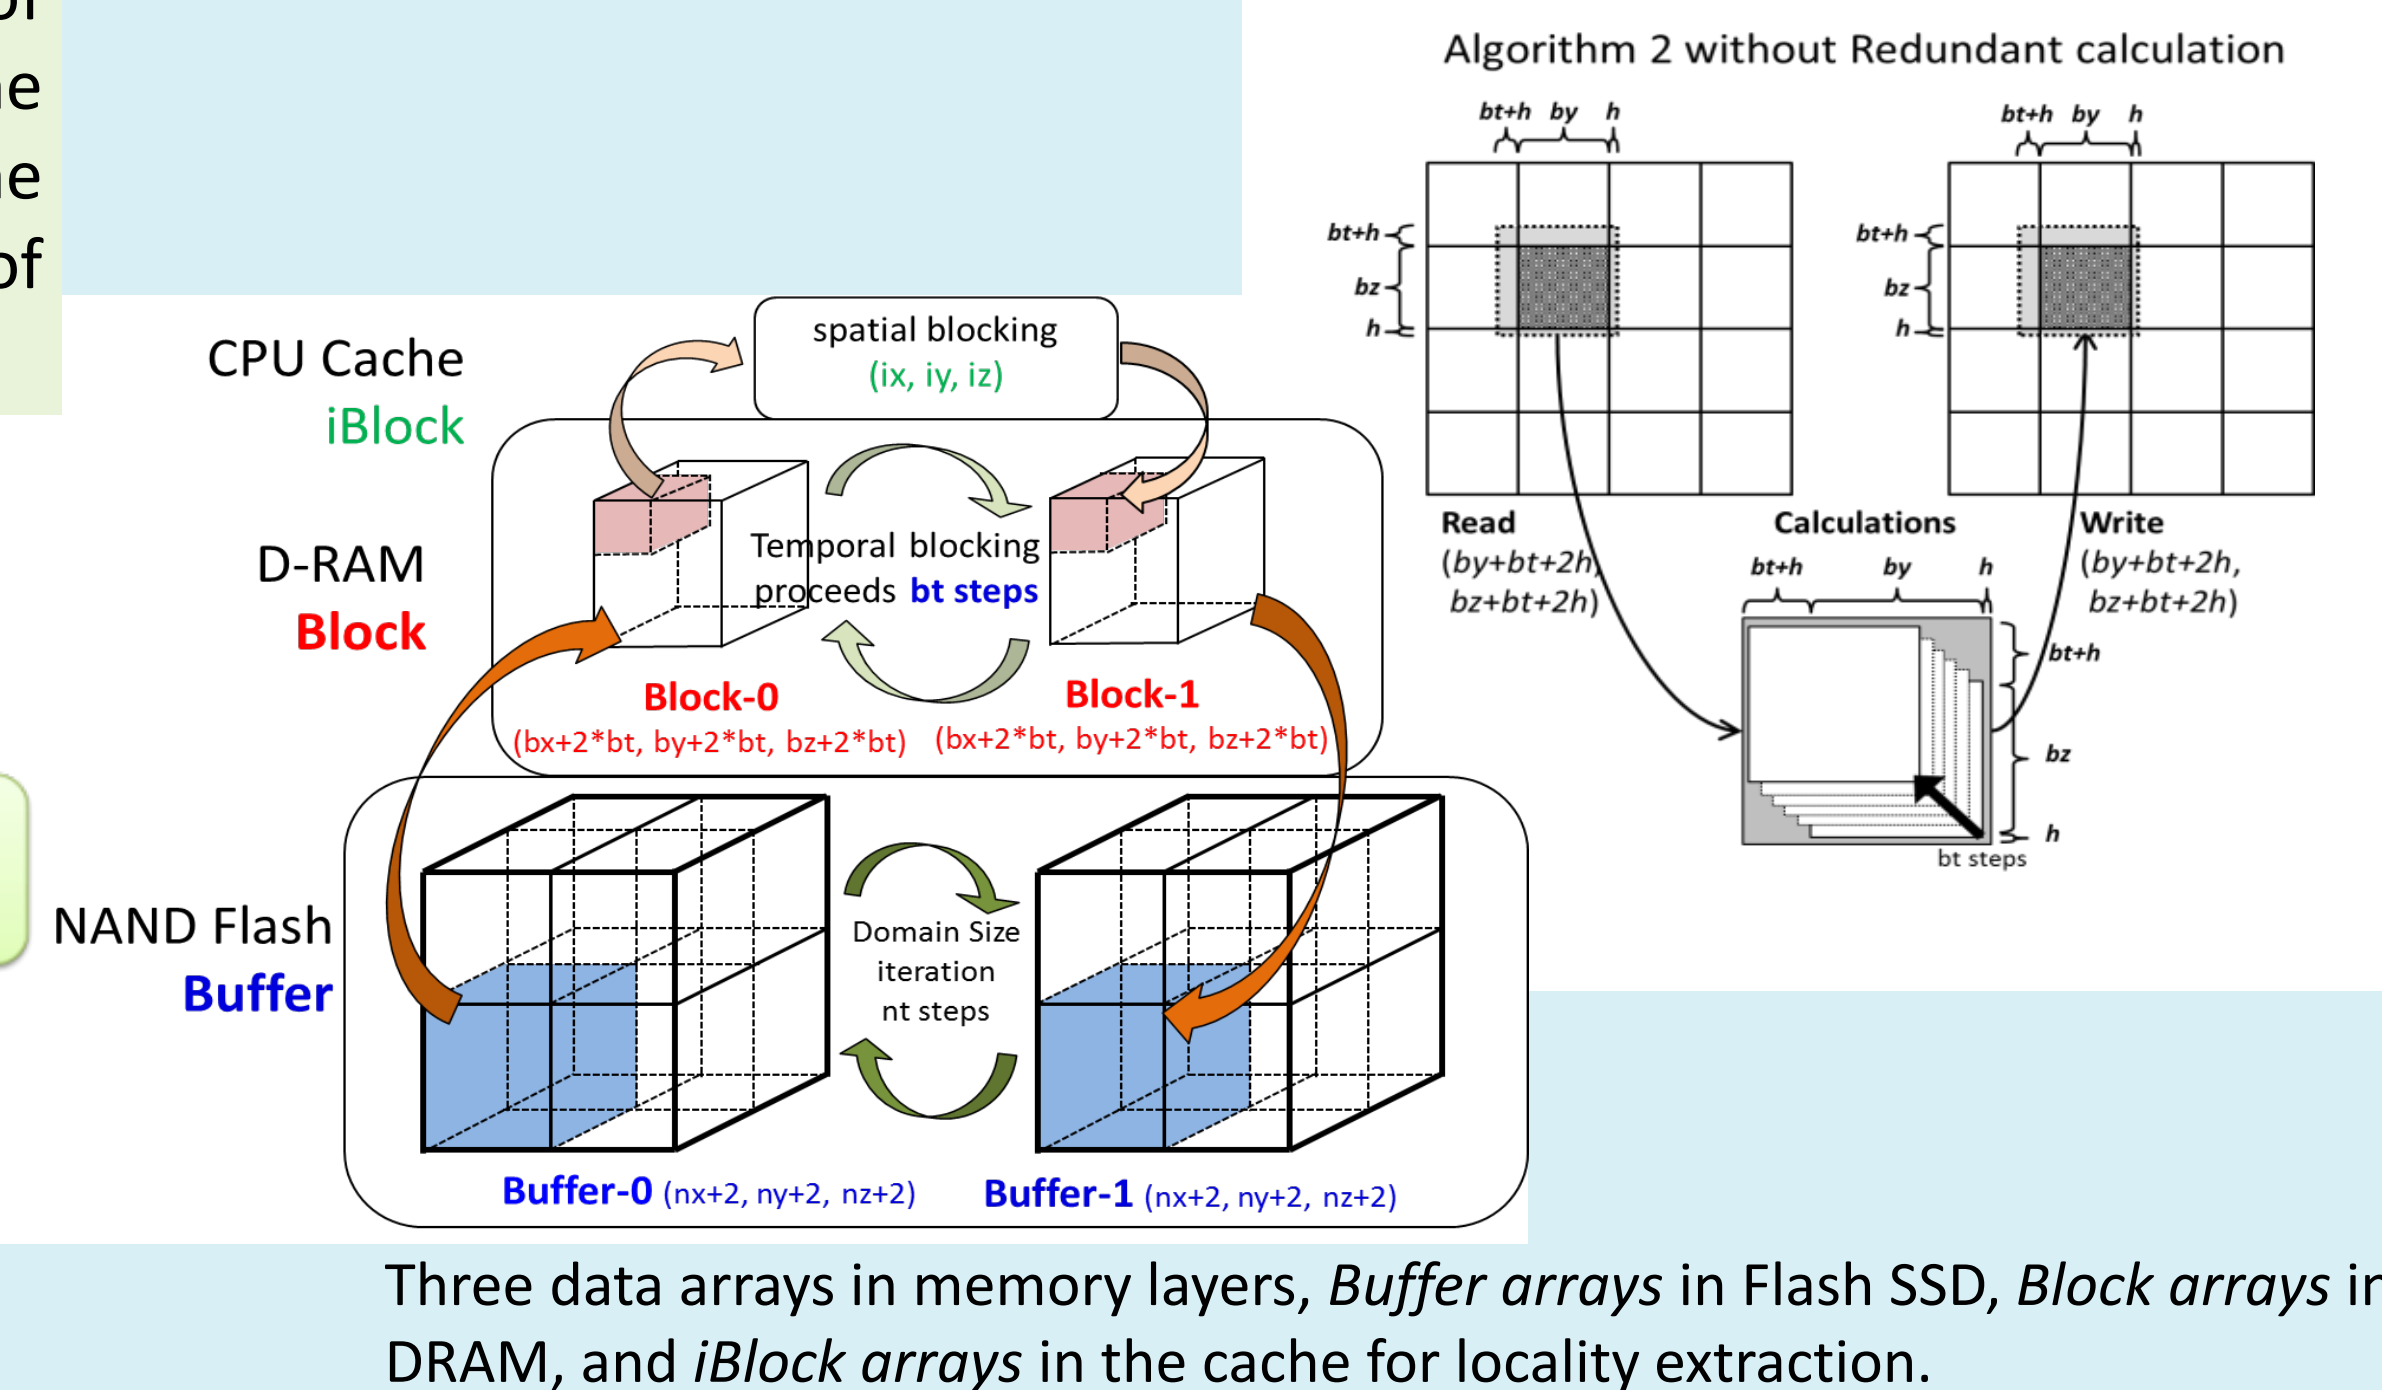 of
ne
ne
of
CPU Cache
iBlock
D-RAM
Block
NAND Flash
Buffer
spatial blocking
(ix, iy, iz)
Temporal blocking
proceeds bt steps
Block-0
(bx+2*bt, by+2*bt, bz+2*bt)
Block-1
(bx+2*bt, by+2*bt, bz+2*bt)
Domain Size
iteration
nt steps
Buffer-0 (nx+2, ny+2, nz+2)
Buffer-1 (nx+2, ny+2, nz+2)
Algorithm 2 without Redundant calculation
bt+h by h
bt+h
bz
h
bt+h by h
bt+h
bz
h
Read
(by+bt+2h,
bz+bt+2h)
Calculations
bt+h by h
Write
(by+bt+2h,
bz+bt+2h)
bt+h
bz
h
bt steps
Three data arrays in memory layers, Buffer arrays in Flash SSD, Block arrays in
DRAM, and iBlock arrays in the cache for locality extraction.